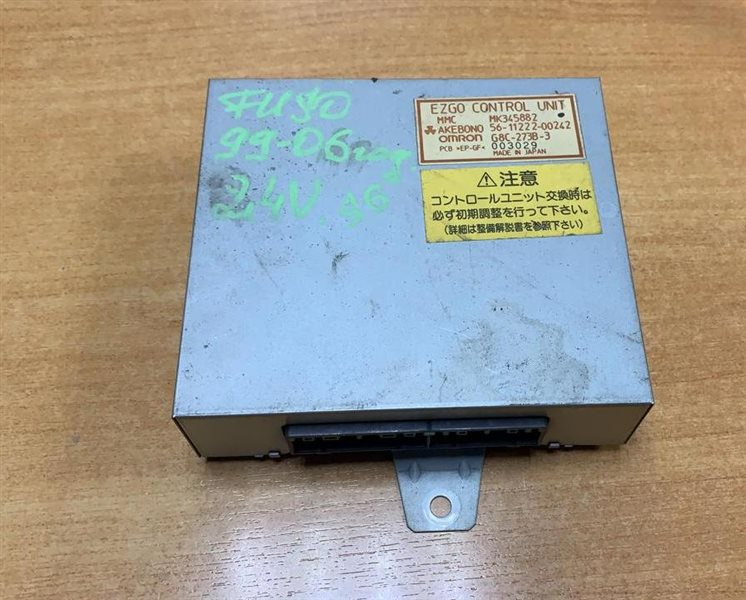 FUSO
99-06 год.
24V. 96
EZGO CONTROL UNIT
MMC MK345882
AKEBONO 56-11222-00242
OMRON G8C-273B-3
PCB >EP-GF< 003029
MADE IN JAPAN
⚠注意
コントロールユニット交換時は
必ず初期調整を行って下さい。
(詳細は整備解説書を参照下さい)